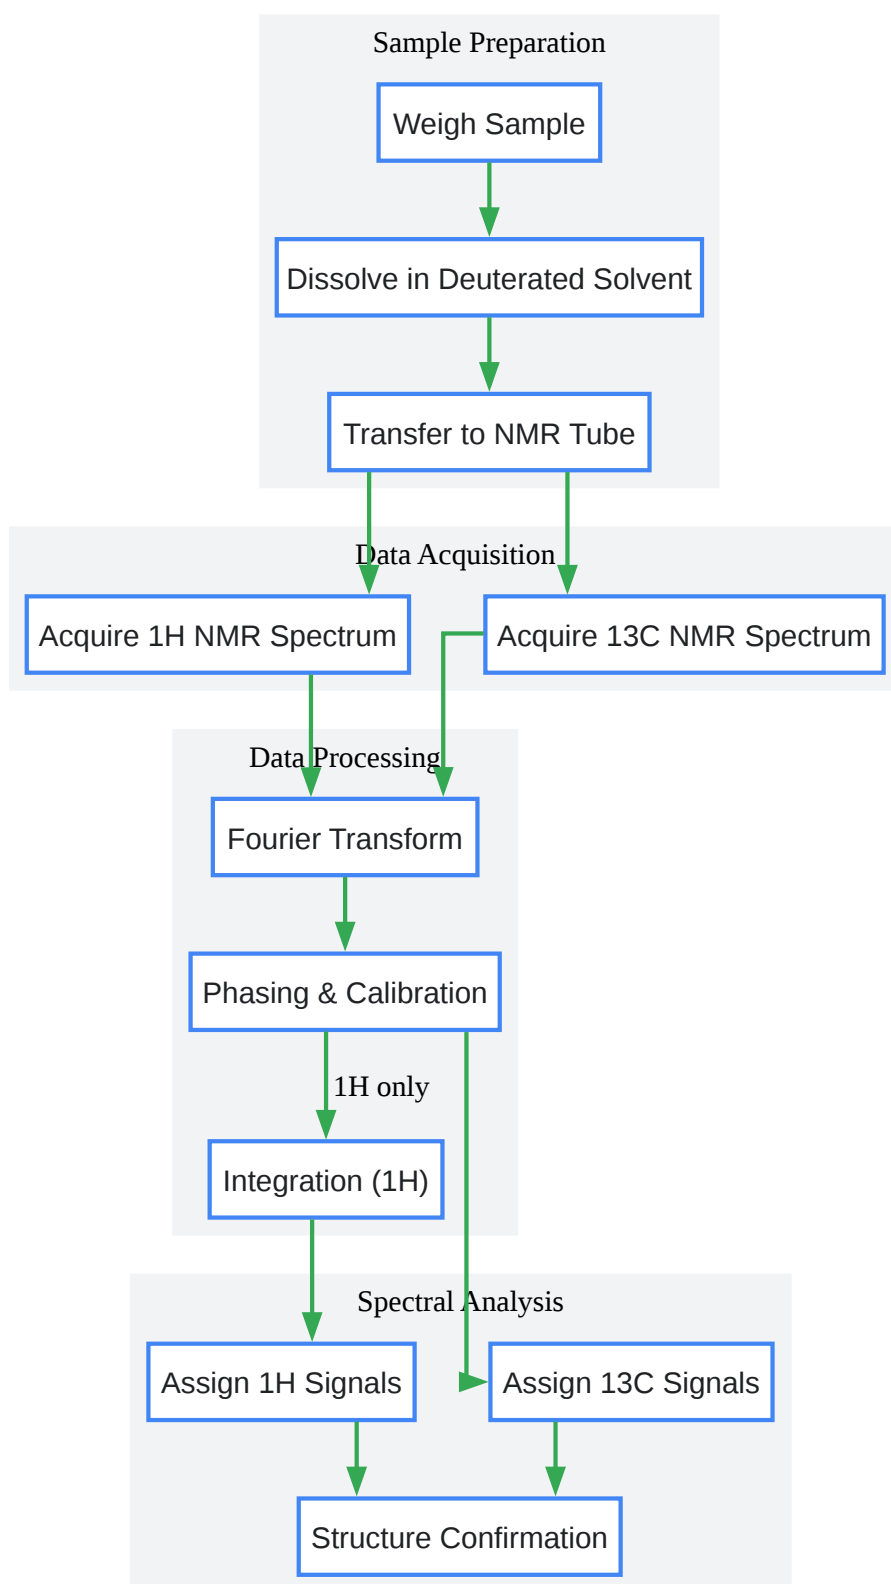 Sample Preparation
Weigh Sample
Dissolve in Deuterated Solvent
Transfer to NMR Tube
Data Acquisition
Acquire 1H NMR Spectrum
Acquire 13C NMR Spectrum
Data Processing
Fourier Transform
Phasing & Calibration
1H only
Integration (1H)
Spectral Analysis
Assign 1H Signals
Assign 13C Signals
Structure Confirmation